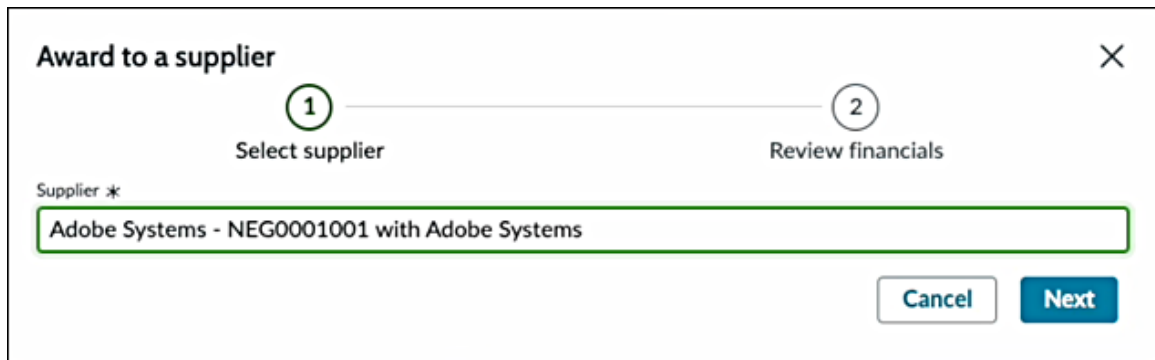 Award to a supplier
1
2
Select supplier
Review financials
Supplier *
Adobe Systems - NEG0001001 with Adobe Systems
Cancel
Next